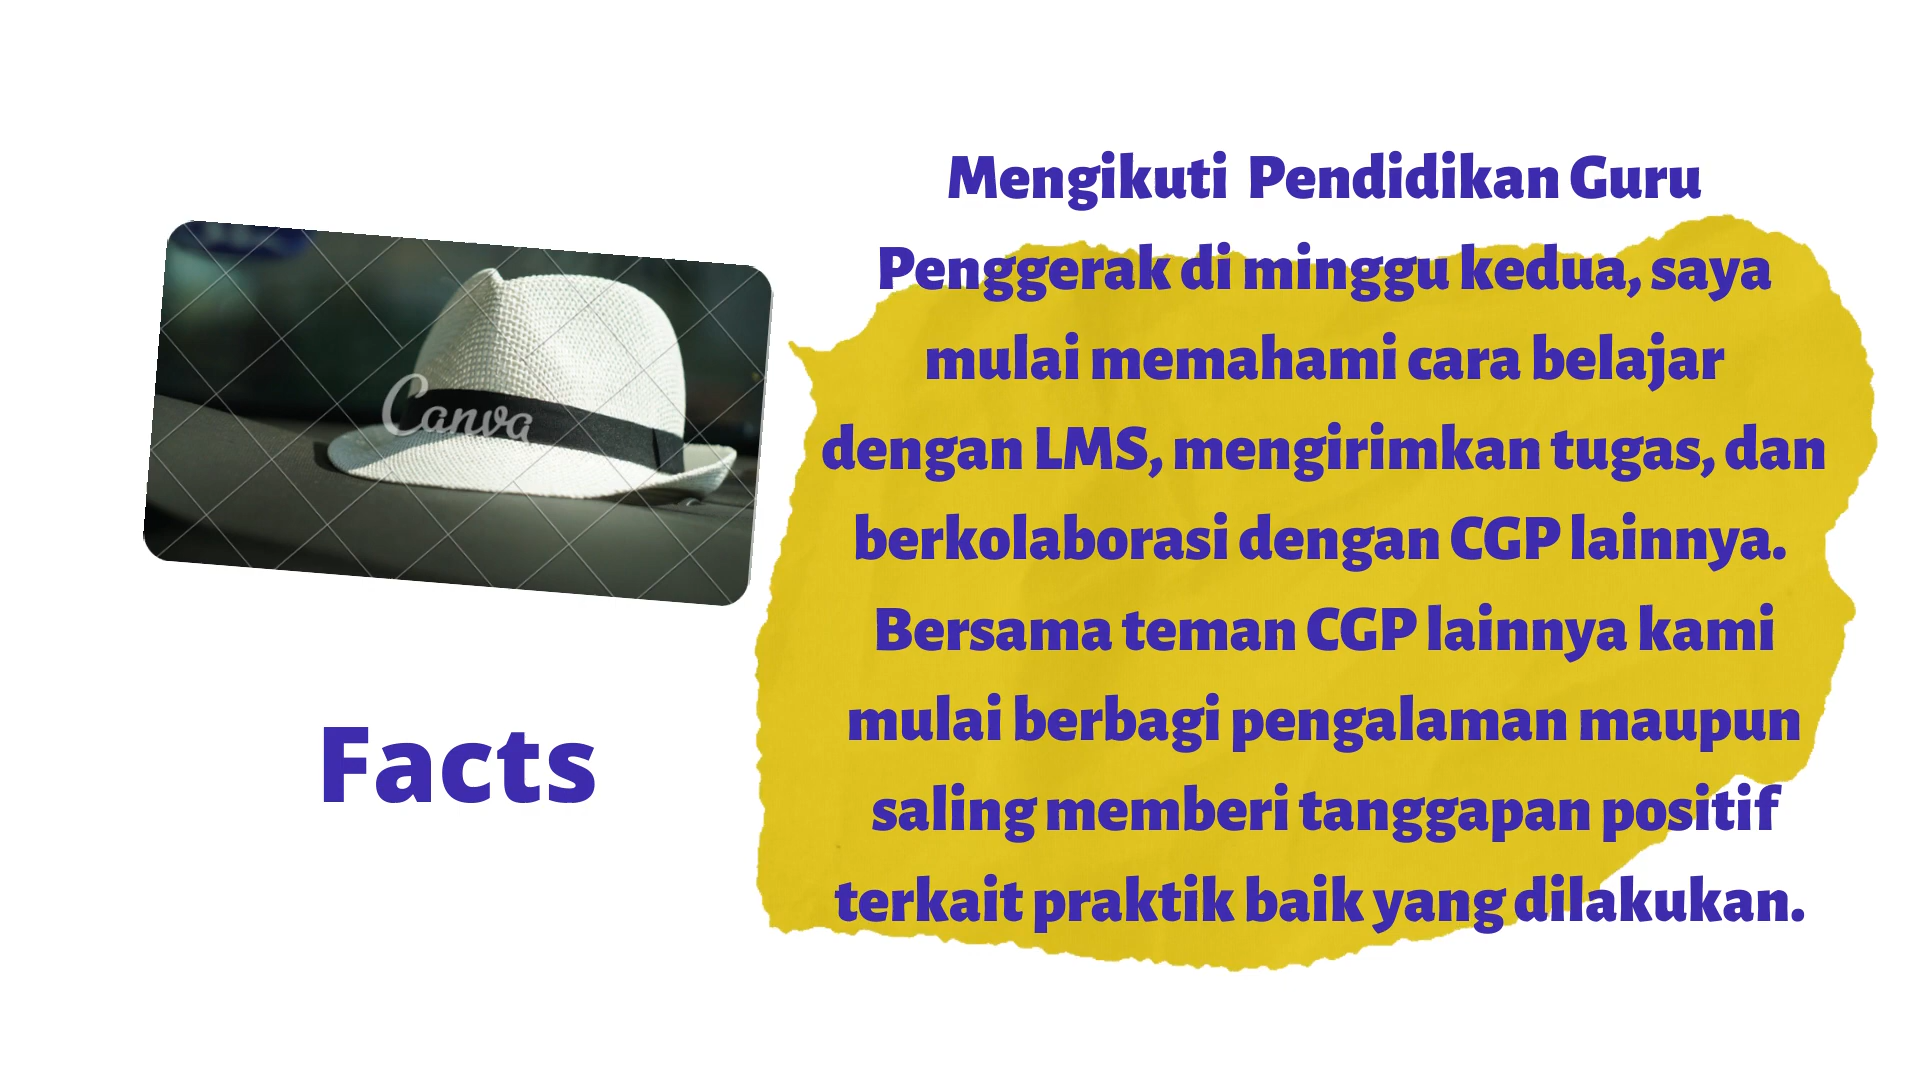 Mengikuti Pendidikan Guru
Penggerak di minggu kedua, saya
mulai memahami cara belajar
dengan LMS, mengirimkan tugas, dan
berkolaborasi dengan CGP lainnya.
Bersama teman CGP lainnya kami
mulai berbagi pengalaman maupun
saling memberi tanggapan positif
terkait praktik baik yang dilakukan.
Canva
Facts